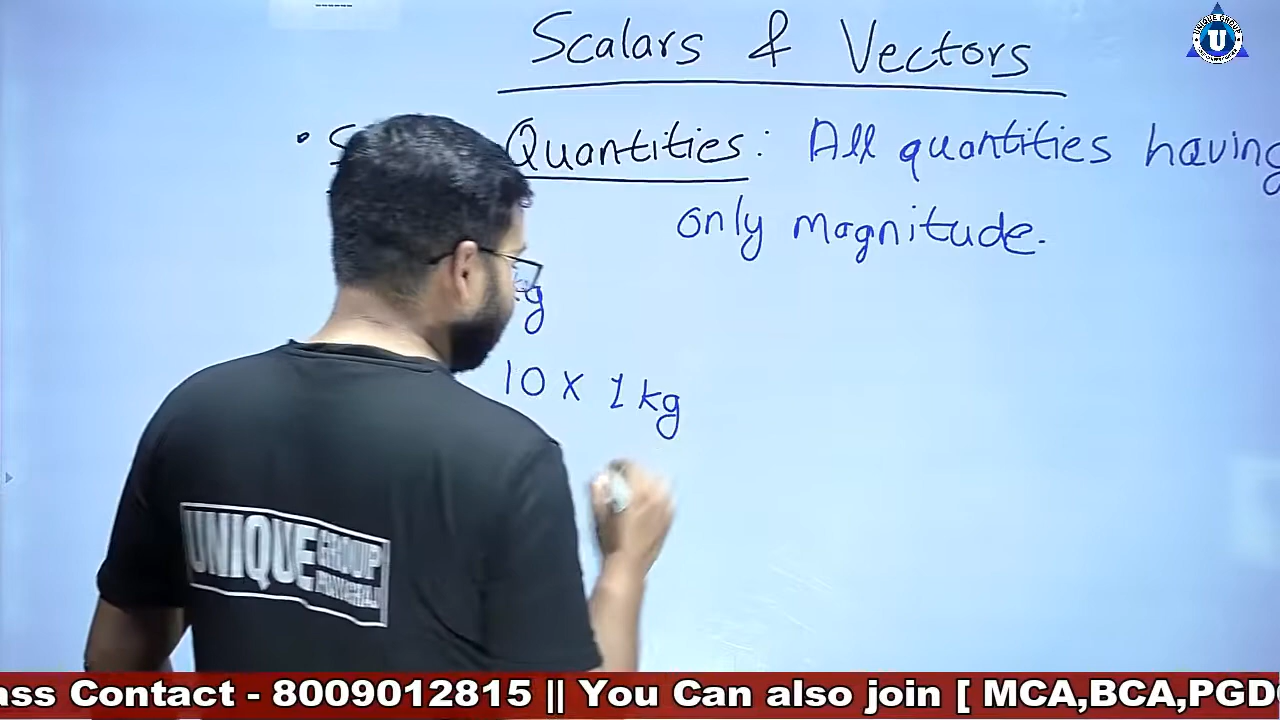 Scalars & Vectors
Quantities: All quantities having
only magnitude.
10 x 1 kg
UNIQUE GROUP
U
ass Contact - 8009012815 || You Can also join [ MCA,BCA,PGD